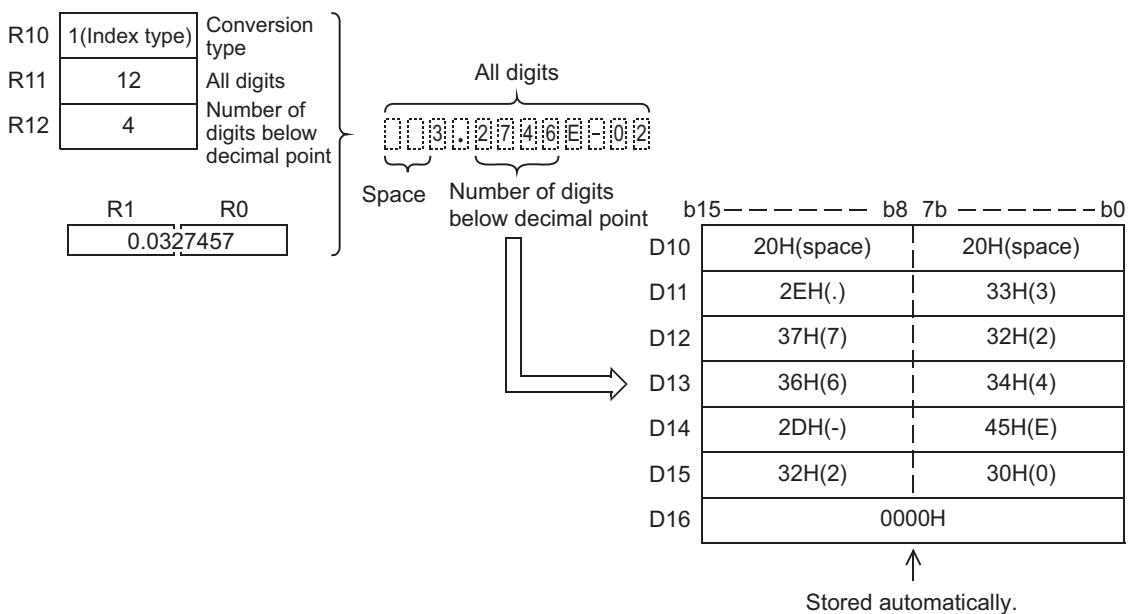 R10 1(Index type) Conversion type
R11 12 All digits
R12 4 Number of digits below decimal point
R1 R0
0.0327457
All digits
3.2746E-02
Space
Number of digits below decimal point
b15 b8 7b b0
D10 20H(space) 20H(space)
D11 2EH(.) 33H(3)
D12 37H(7) 32H(2)
D13 36H(6) 34H(4)
D14 2DH(-) 45H(E)
D15 32H(2) 30H(0)
D16 0000H
Stored automatically.